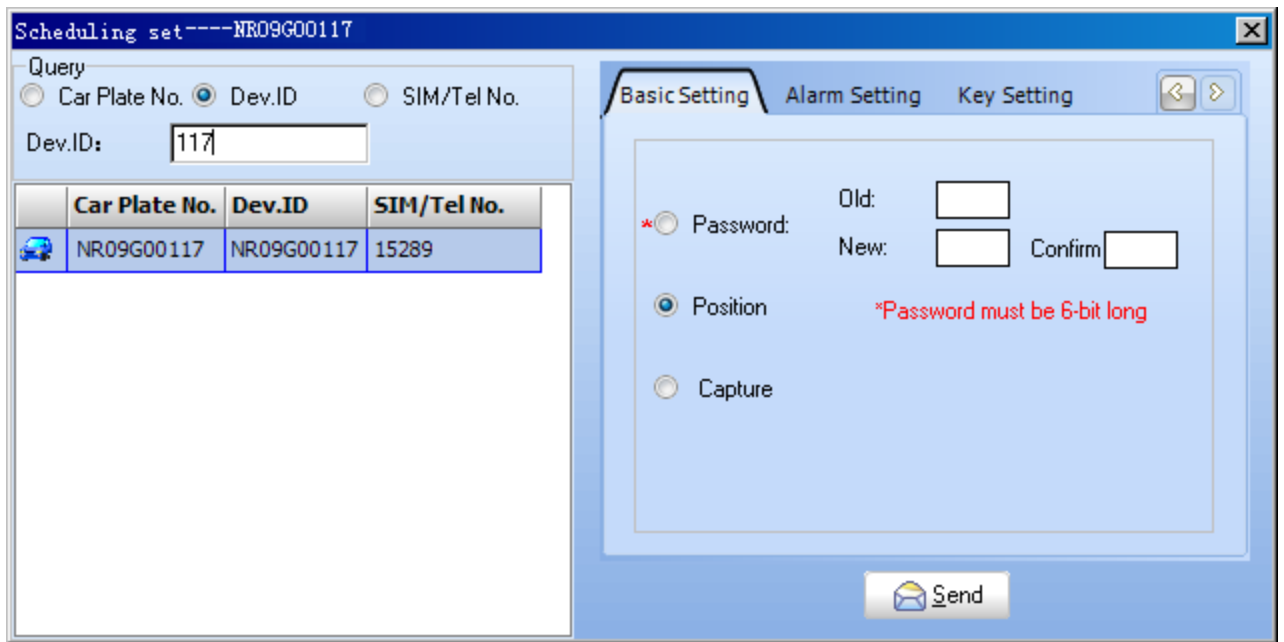 Scheduling set----NR09G00117
Query
Car Plate No. Dev.ID SIM/Tel No.
Dev.ID: 117
Car Plate No. Dev.ID SIM/Tel No.
NR09G00117 NR09G00117 15289
Basic Setting Alarm Setting Key Setting
Old:
*Password:
New: Confirm
Position *Password must be 6-bit long
Capture
Send